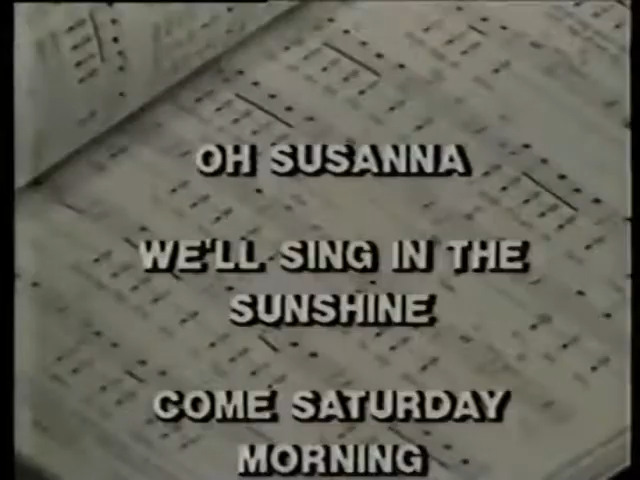 OH SUSANNA
WE'LL SING IN THE
SUNSHINE
COME SATURDAY
MORNING